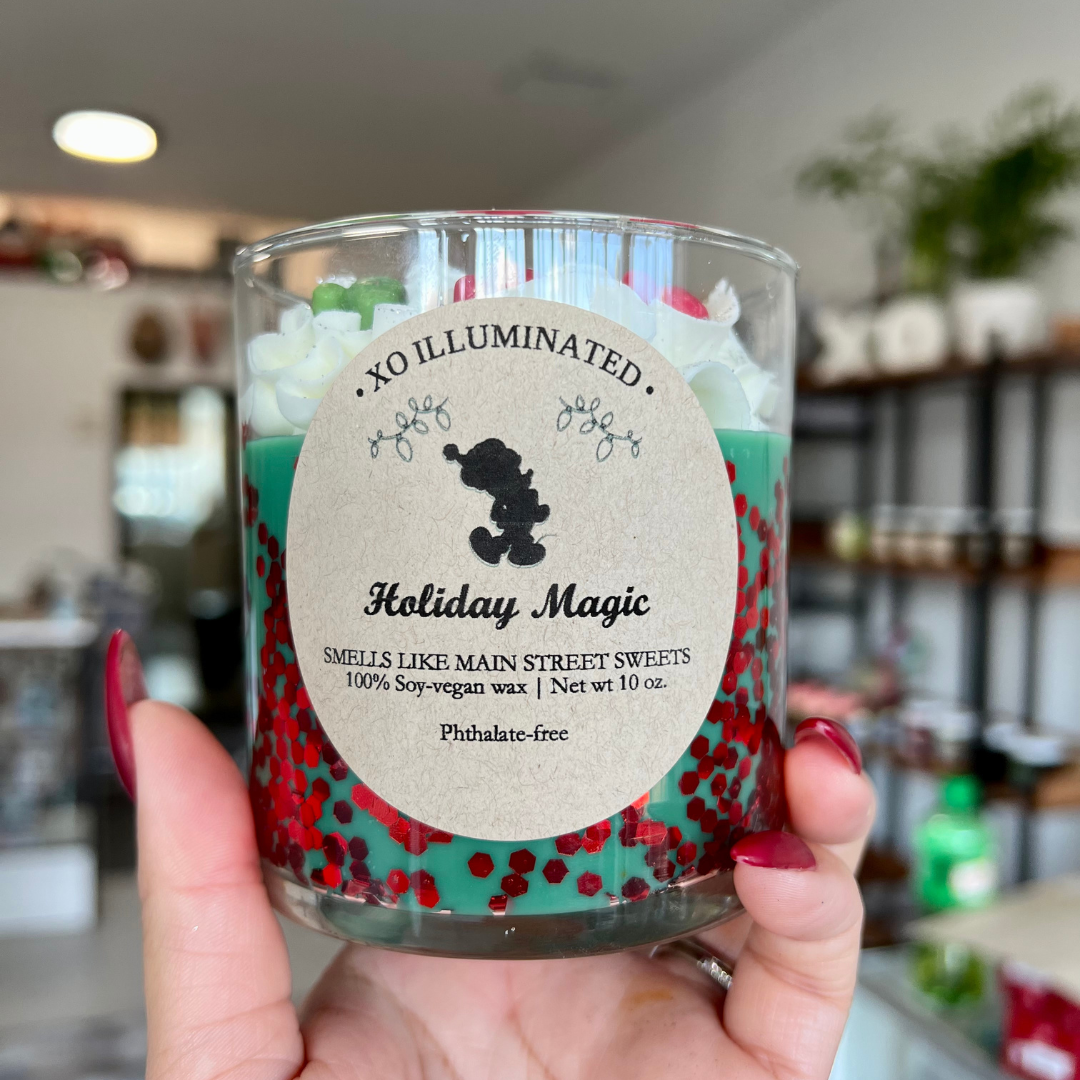 • XO ILLUMINATED •
Holiday Magic
SMELLS LIKE MAIN STREET SWEETS
100% Soy-vegan wax | Net wt 10 oz.
Phthalate-free